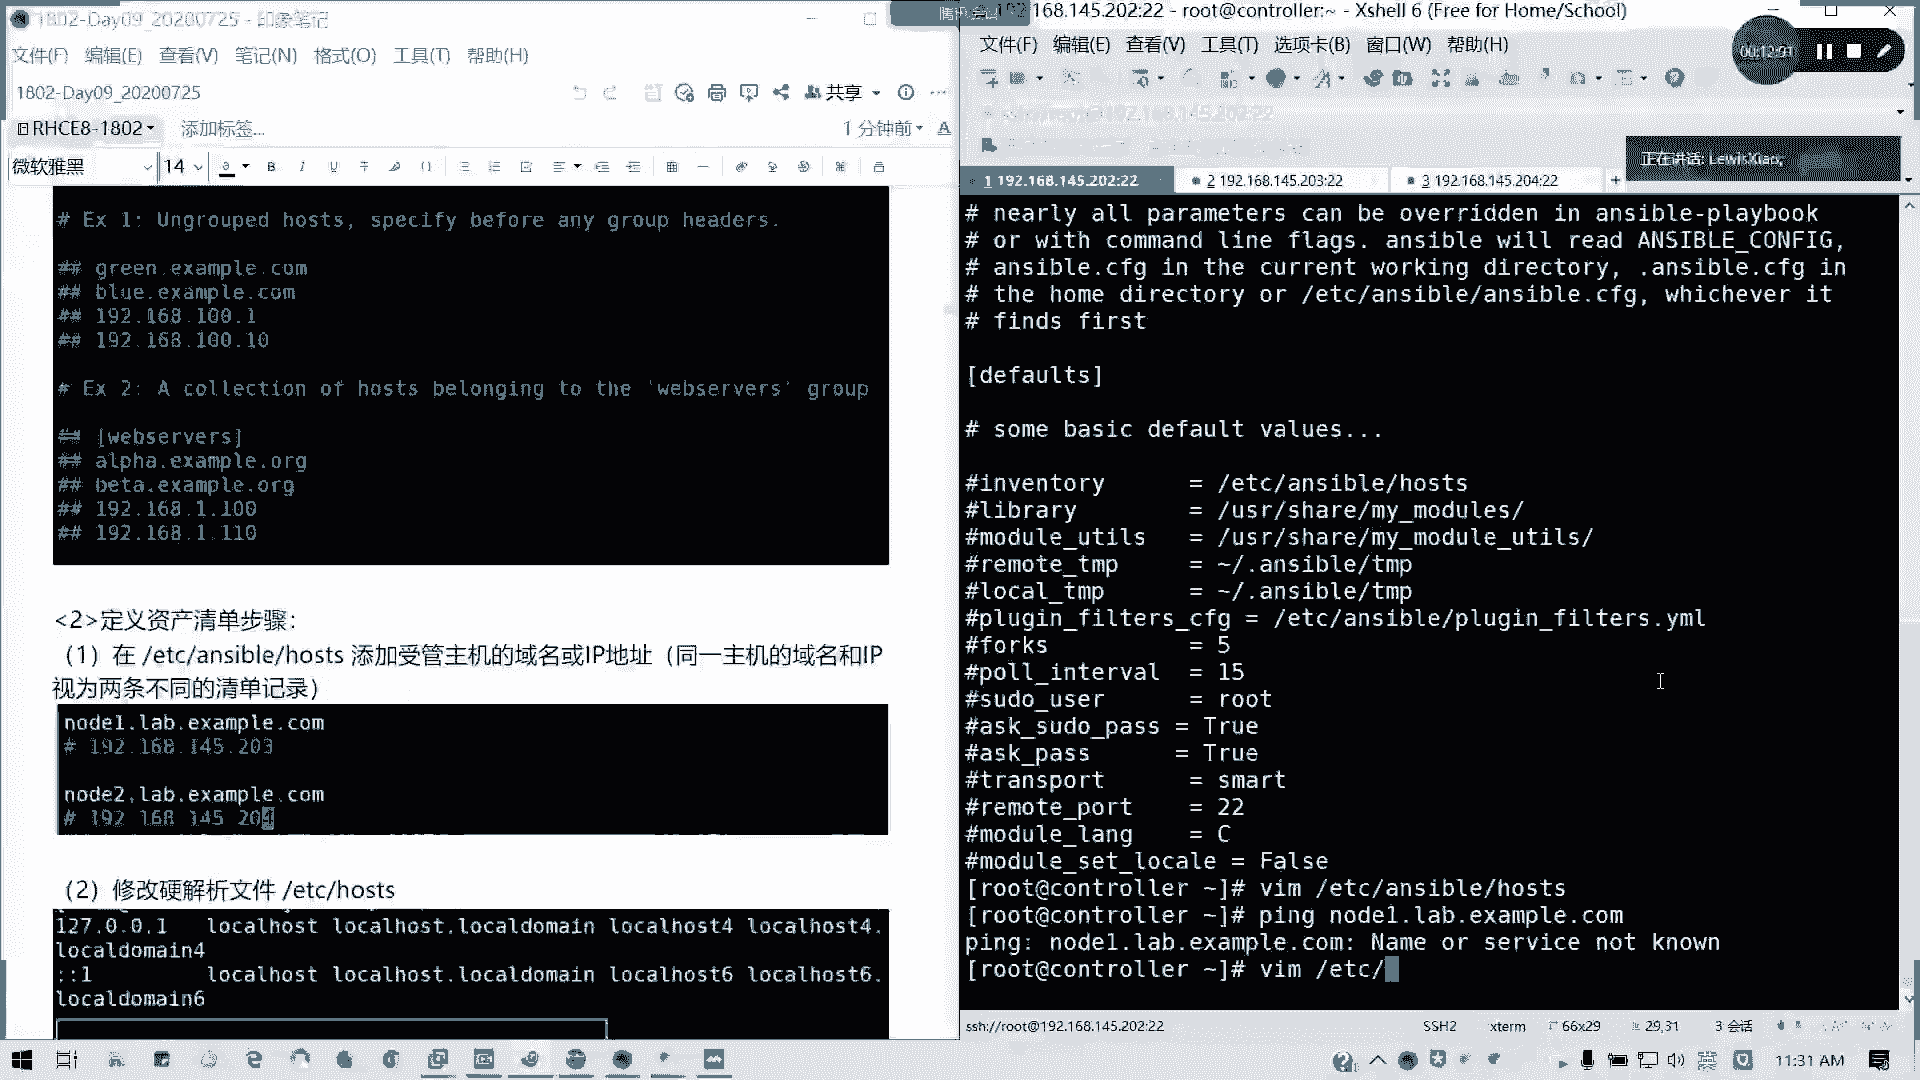 1802-Day09_20200725 - 印象笔记
文件(F) 编辑(E) 查看(V) 笔记(N) 格式(O) 工具(T) 帮助(H)
1802-Day09_20200725
共享
RHCE8-1802
添加标签...
1 分钟前
微软雅黑
14
# Ex 1: Ungrouped hosts, specify before any group headers.
## green.example.com
## blue.example.com
## 192.168.100.1
## 192.168.100.10
# Ex 2: A collection of hosts belonging to the 'webservers' group
## [webservers]
## alpha.example.org
## beta.example.org
## 192.168.1.100
## 192.168.1.110
<2>定义资产清单步骤：
（1）在 /etc/ansible/hosts 添加受管主机的域名或IP地址（同一主机的域名和IP
视为两条不同的清单记录）
node1.lab.example.com
# 192.168.145.203
node2.lab.example.com
# 192.168.145.204
（2）修改硬解析文件 /etc/hosts
127.0.0.1   localhost localhost.localdomain localhost4 localhost4.
localdomain4
::1         localhost localhost.localdomain localhost6 localhost6.
localdomain6
168.145.202:22 - root@controller:~ - Xshell 6 (Free for Home/School)
文件(F) 编辑(E) 查看(V) 工具(T) 选项卡(B) 窗口(W) 帮助(H)
正在讲话: LewisXiao;
1 192.168.145.202:22
2 192.168.145.203:22
3 192.168.145.204:22
# nearly all parameters can be overridden in ansible-playbook
# or with command line flags. ansible will read ANSIBLE_CONFIG,
# ansible.cfg in the current working directory, .ansible.cfg in
# the home directory or /etc/ansible/ansible.cfg, whichever it
# finds first
[defaults]
# some basic default values...
#inventory      = /etc/ansible/hosts
#library        = /usr/share/my_modules/
#module_utils   = /usr/share/my_module_utils/
#remote_tmp     = ~/.ansible/tmp
#local_tmp      = ~/.ansible/tmp
#plugin_filters_cfg = /etc/ansible/plugin_filters.yml
#forks          = 5
#poll_interval  = 15
#sudo_user      = root
#ask_sudo_pass = True
#ask_pass      = True
#transport      = smart
#remote_port    = 22
#module_lang    = C
#module_set_locale = False
[root@controller ~]# vim /etc/ansible/hosts
[root@controller ~]# ping node1.lab.example.com
ping: node1.lab.example.com: Name or service not known
[root@controller ~]# vim /etc/
ssh://root@192.168.145.202:22
SSH2
xterm
66x29
29,31
3 会话
英
11:31 AM